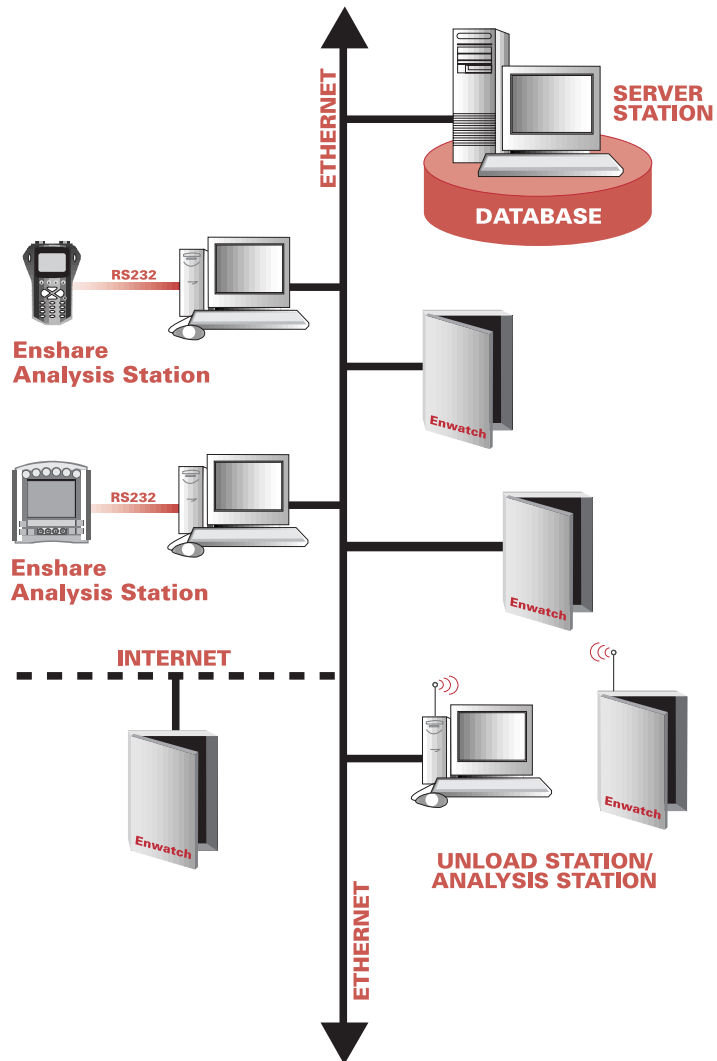 ETHERNET
SERVER
STATION
DATABASE
RS232
Enshare
Analysis Station
Enwatch
RS232
Enshare
Analysis Station
Enwatch
INTERNET
Enwatch
Enwatch
UNLOAD STATION/
ANALYSIS STATION
ETHERNET